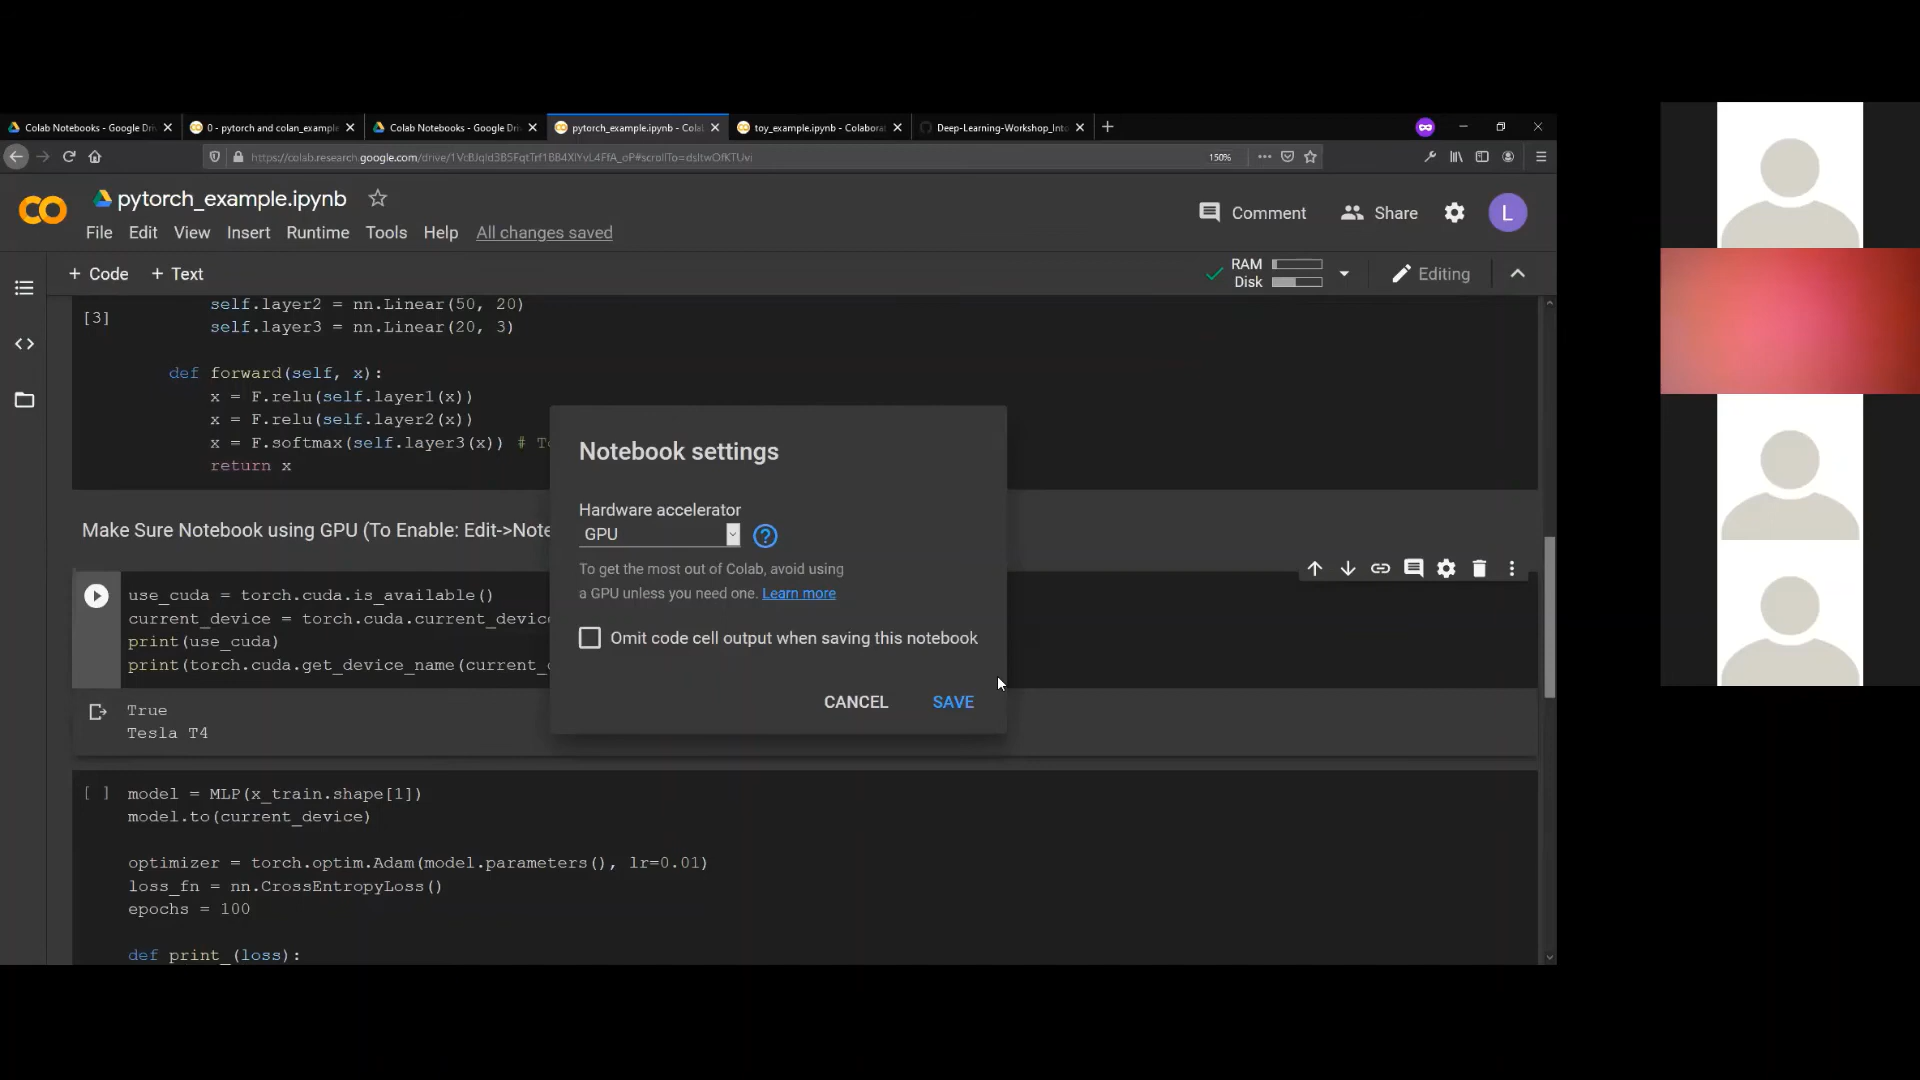 Colab Notebooks - Google Dri
0 - pytorch and colan_example
Colab Notebooks - Google Dri
pytorch_example.ipynb - Cola
toy_example.ipynb - Colaborat
Deep-Learning-Workshop_Into
150%
pytorch_example.ipynb
Comment
Share
L
File Edit View Insert Runtime Tools Help All changes saved
+ Code + Text
RAM
Disk
Editing
[3]
self.layer2 = nn.Linear(50, 20)
self.layer3 = nn.Linear(20, 3)
def forward(self, x):
x = F.relu(self.layer1(x))
x = F.relu(self.layer2(x))
x = F.softmax(self.layer3(x)) # To
return x
Make Sure Notebook using GPU (To Enable: Edit->Note
use_cuda = torch.cuda.is_available()
current_device = torch.cuda.current_device
print(use_cuda)
print(torch.cuda.get_device_name(current_d
True
Tesla T4
Notebook settings
Hardware accelerator
GPU
?
To get the most out of Colab, avoid using
a GPU unless you need one. Learn more
Omit code cell output when saving this notebook
CANCEL SAVE
[ ]
model = MLP(x_train.shape[1])
model.to(current_device)
optimizer = torch.optim.Adam(model.parameters(), lr=0.01)
loss_fn = nn.CrossEntropyLoss()
epochs = 100
def print_(loss):